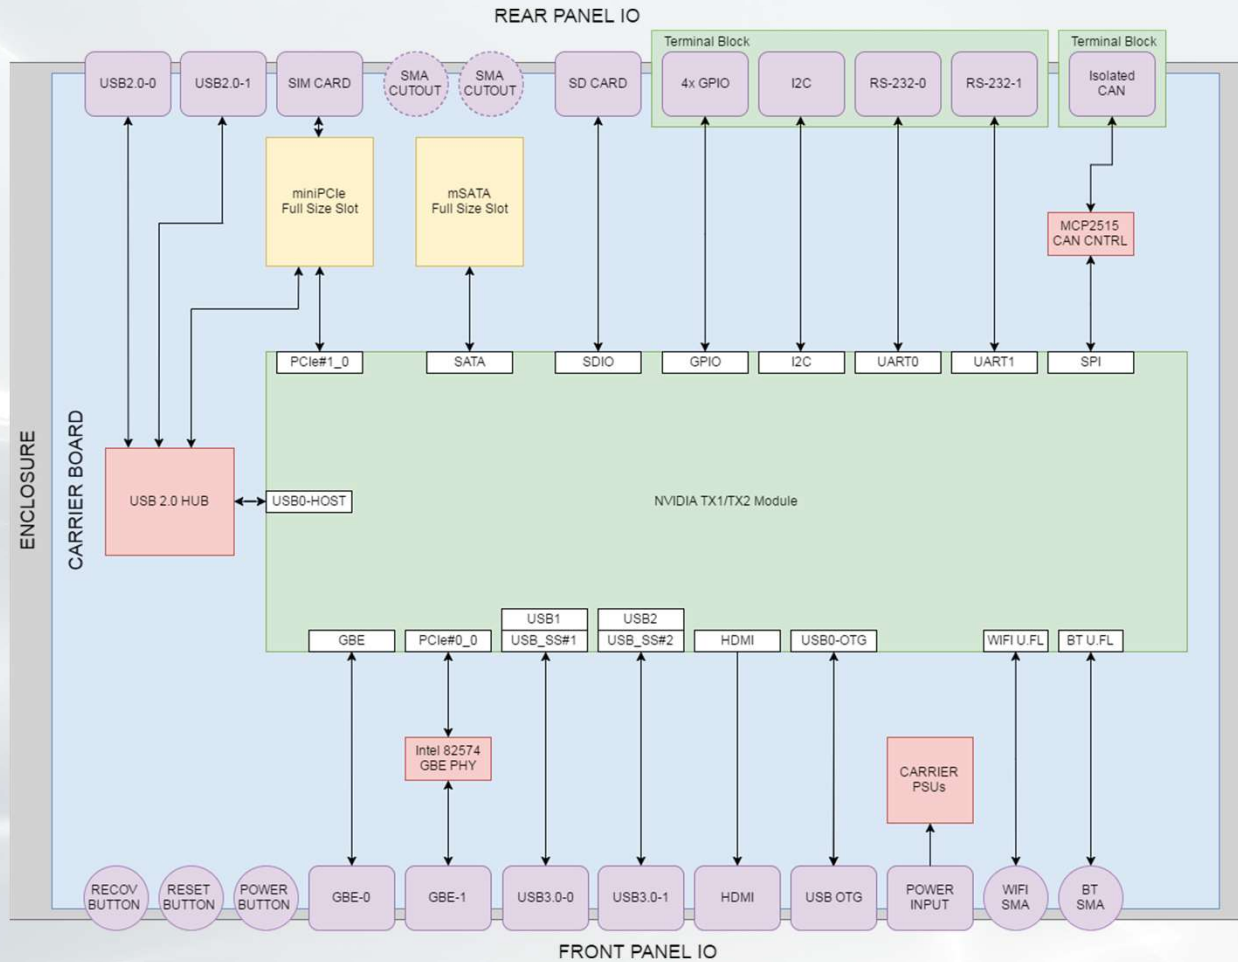 REAR PANEL IO
Terminal Block
Terminal Block
USB2.0-0
USB2.0-1
SIM CARD
SMA
CUTOUT
SMA
CUTOUT
SD CARD
4x GPIO
I2C
RS-232-0
RS-232-1
Isolated
CAN
miniPCIe
Full Size Slot
mSATA
Full Size Slot
MCP2515
CAN CNTRL
PCIe#1_0
SATA
SDIO
GPIO
I2C
UART0
UART1
SPI
ENCLOSURE
CARRIER BOARD
USB 2.0 HUB
USB0-HOST
NVIDIA TX1/TX2 Module
USB1
USB2
GBE
PCIe#0_0
USB_SS#1
USB_SS#2
HDMI
USB0-OTG
WIFI U.FL
BT U.FL
Intel 82574
GBE PHY
CARRIER
PSUs
RECOV
BUTTON
RESET
BUTTON
POWER
BUTTON
GBE-0
GBE-1
USB3.0-0
USB3.0-1
HDMI
USB OTG
POWER
INPUT
WIFI
SMA
BT
SMA
FRONT PANEL IO